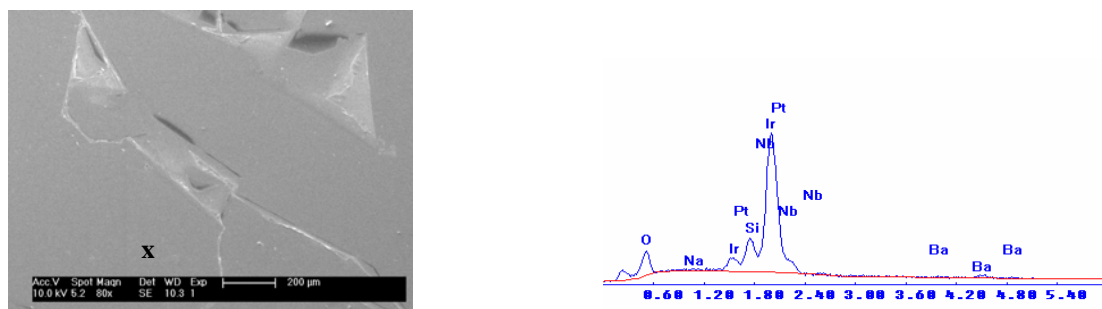 x
Acc.V Spot Magn Det WD Exp
10.0 kV 5.2 80x SE 10.3 1 200 µm
Pt
Ir
Nb
Nb
Pt Nb
Si
O Ir
Na
Ba Ba
Ba
0.60 1.20 1.80 2.40 3.00 3.60 4.20 4.80 5.40